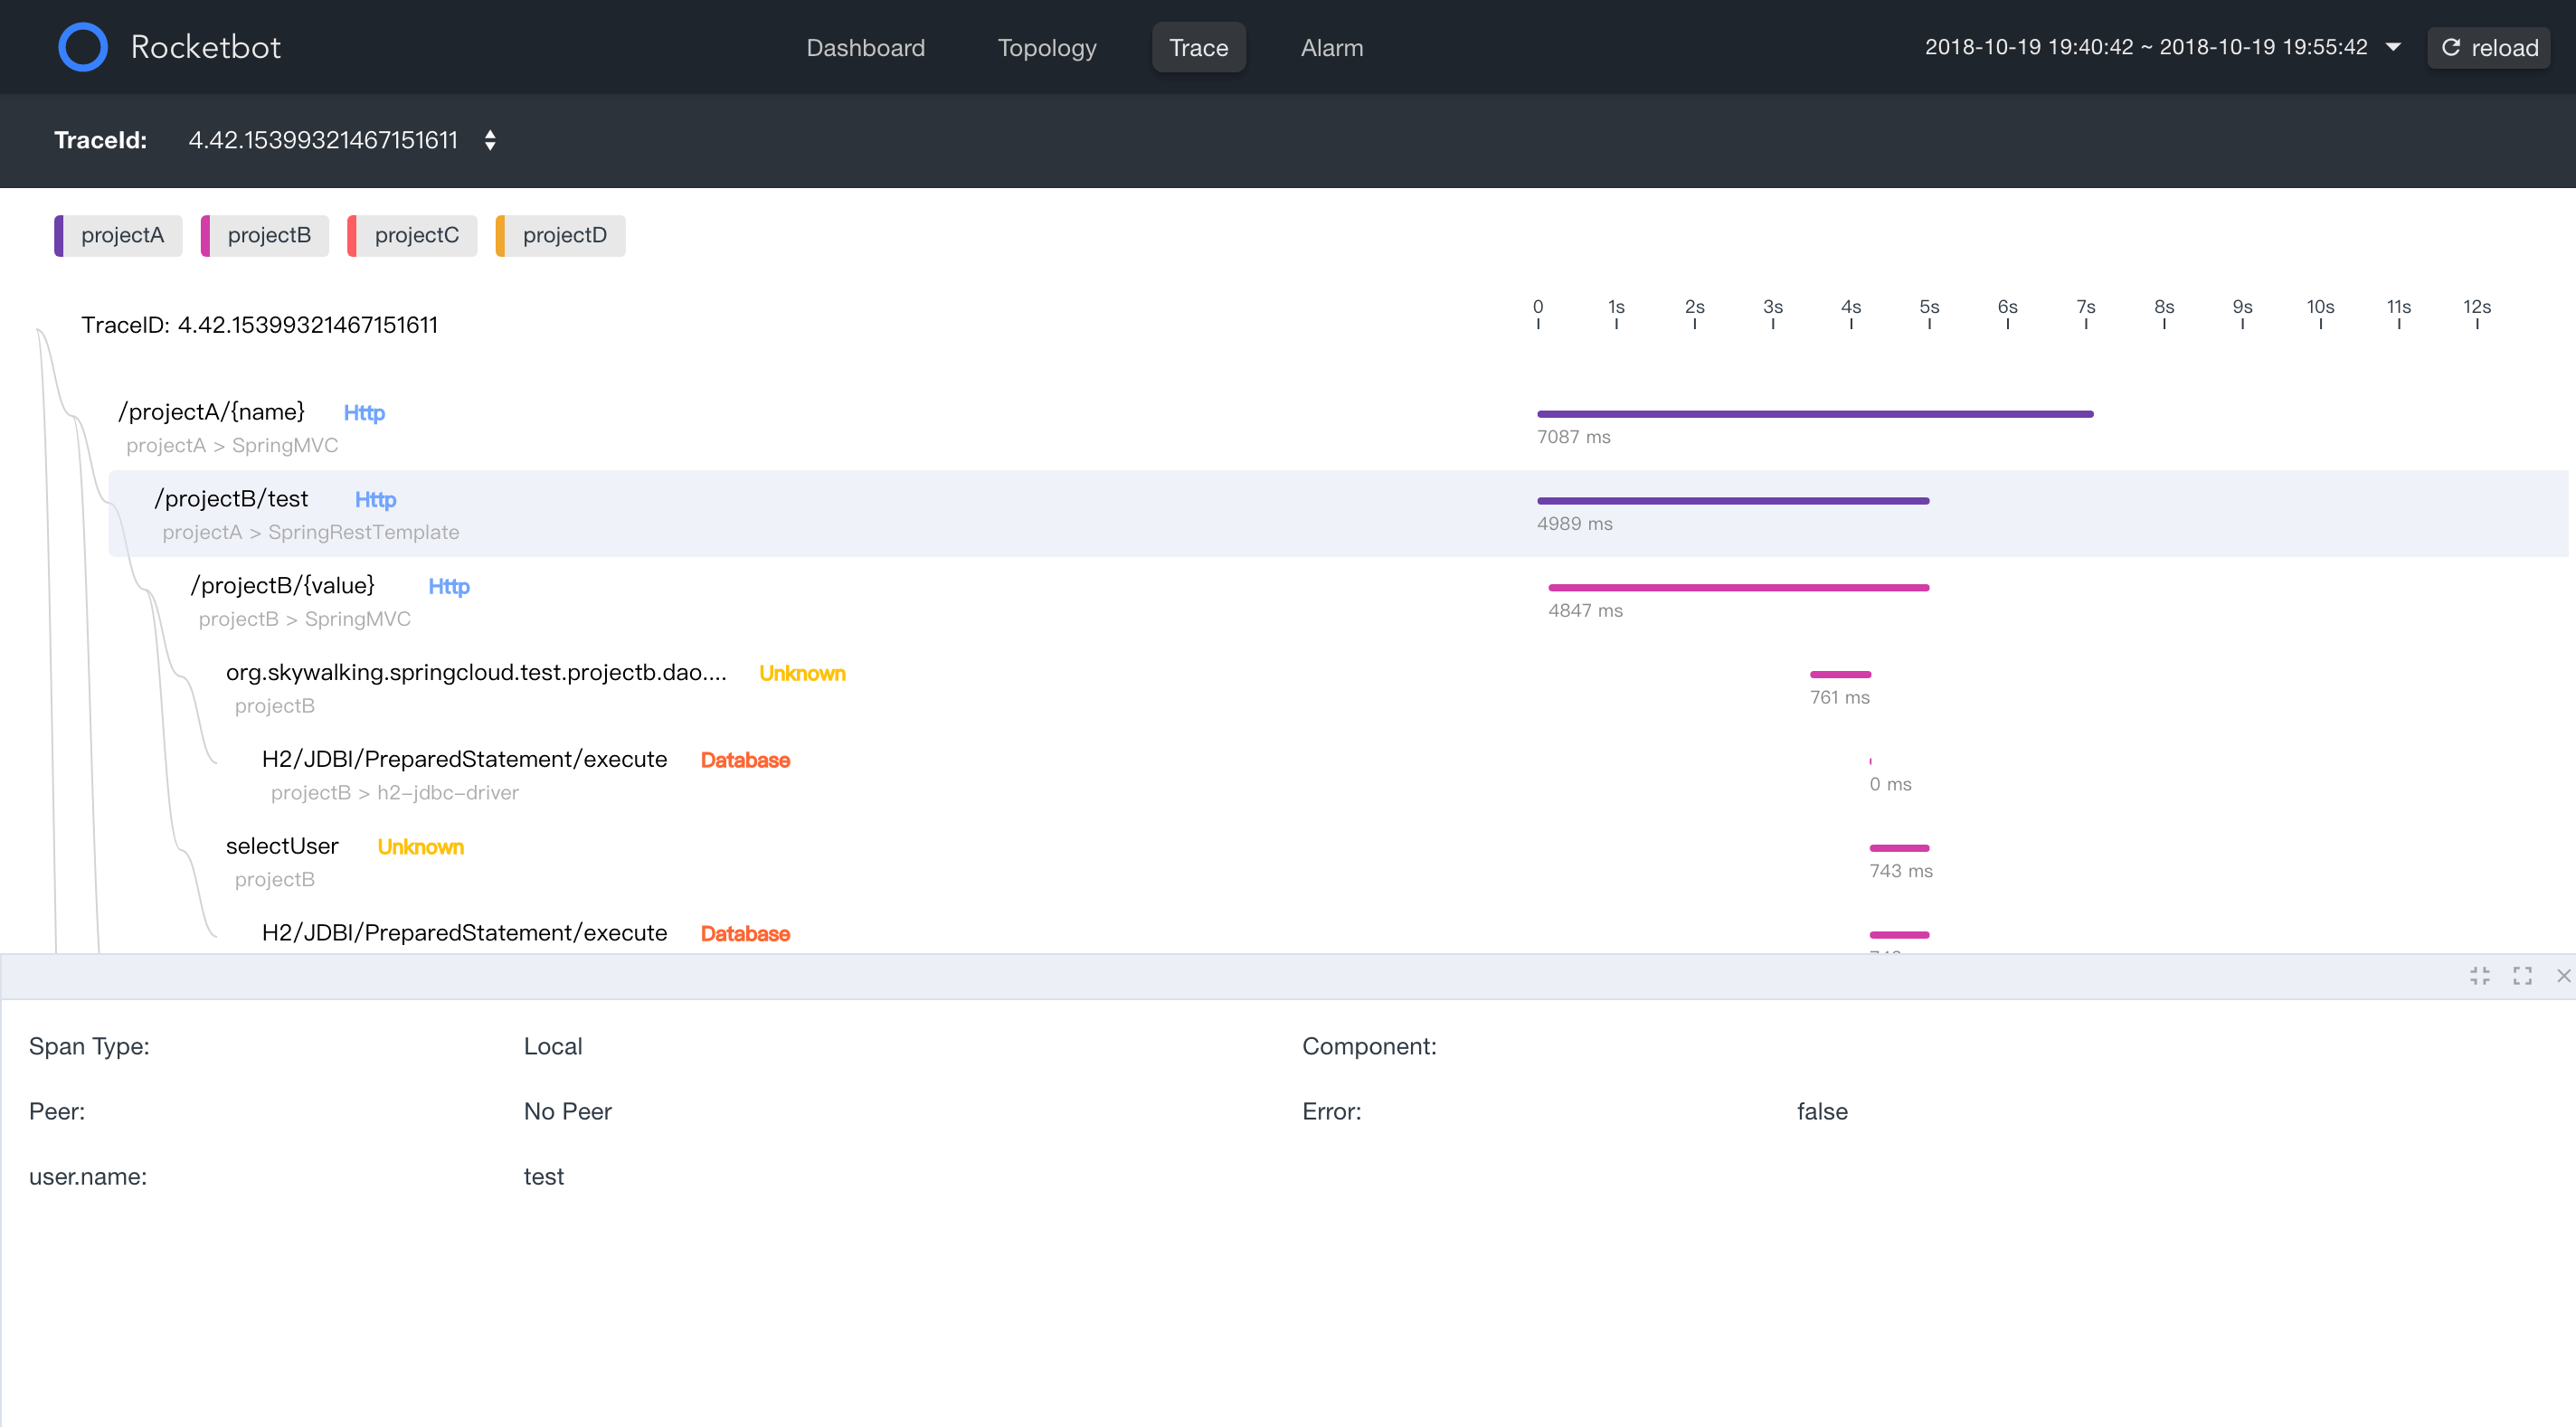 Rocketbot
Dashboard Topology Trace Alarm
2018-10-19 19:40:42 ~ 2018-10-19 19:55:42 reload
TraceId: 4.42.15399321467151611
projectA projectB projectC projectD
0 1s 2s 3s 4s 5s 6s 7s 8s 9s 10s 11s 12s
TraceID: 4.42.15399321467151611
/projectA/{name} Http
projectA > SpringMVC
7087 ms
/projectB/test Http
projectA > SpringRestTemplate
4989 ms
/projectB/{value} Http
projectB > SpringMVC
4847 ms
org.skywalking.springcloud.test.projectb.dao.... Unknown
projectB
761 ms
H2/JDBI/PreparedStatement/execute Database
projectB > h2-jdbc-driver
0 ms
selectUser Unknown
projectB
743 ms
H2/JDBI/PreparedStatement/execute Database
Span Type: Local Component:
Peer: No Peer Error: false
user.name: test